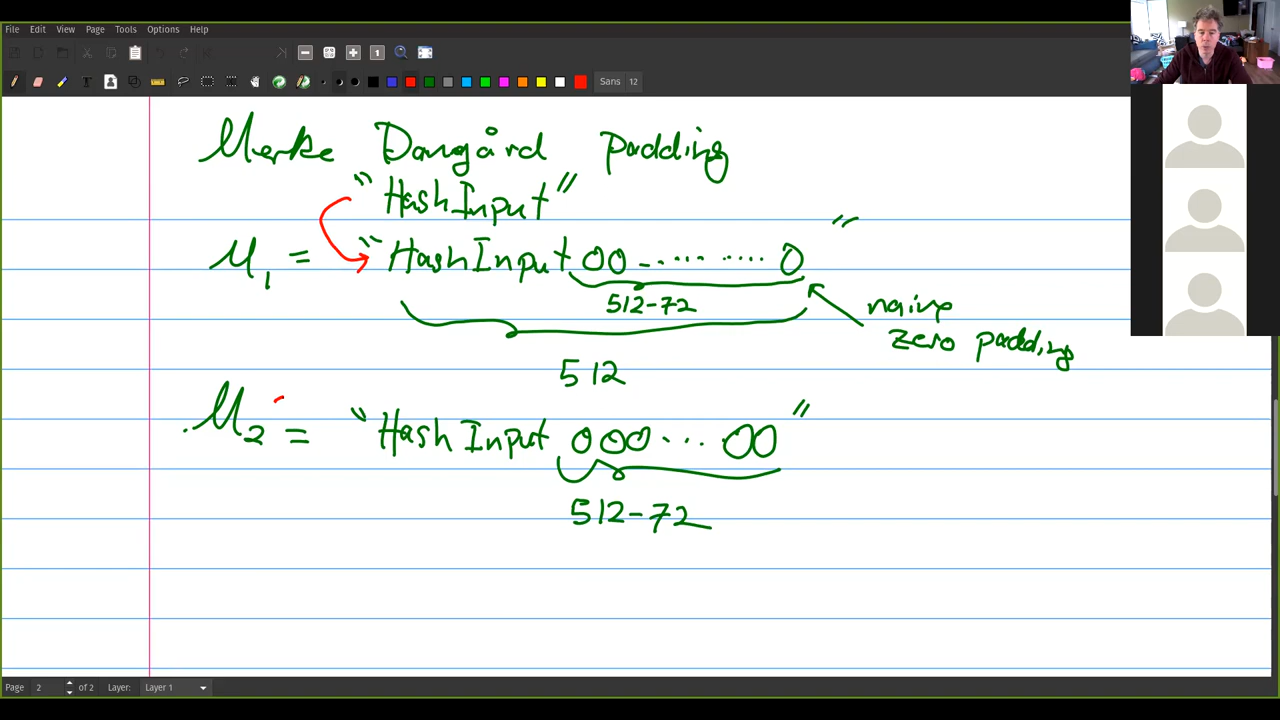 File Edit View Page Tools Options Help
Sans 12
Merkle Damgård padding
"HashInput"
M1 = "HashInput 00 -........ 0"
512-72
naive
zero padding
512
M2 = "HashInput 000...00"
512-72
Page 2 of 2 Layer: Layer 1